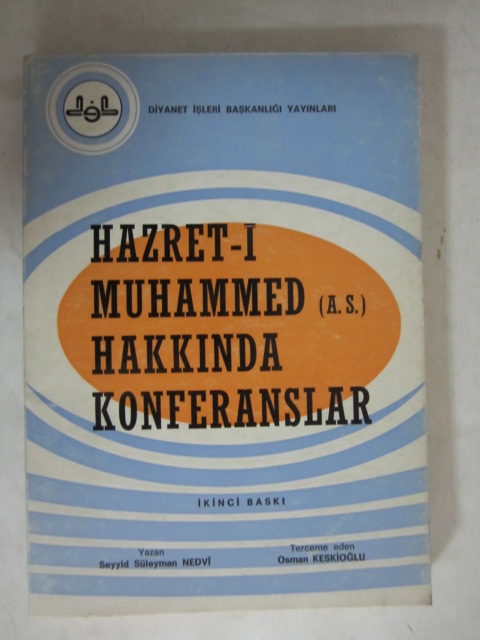 DİYANET İŞLERİ BAŞKANLIĞI YAYINLARI
HAZRET-İ
MUHAMMED (A.S.)
HAKKINDA
KONFERANSLAR
İKİNCİ BASKI
Yazan
Seyyid Süleyman NEDVİ
Terceme eden
Osman KESKİOĞLU